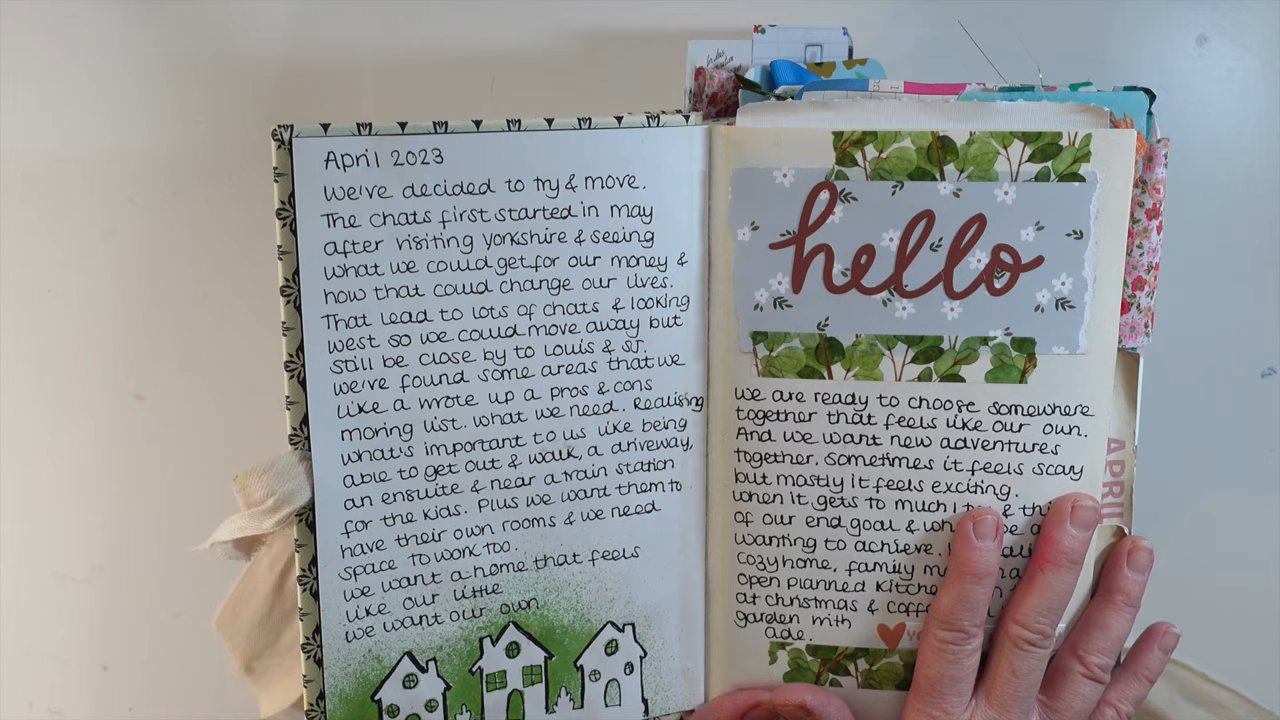 April 2023
We've decided to try & move.
The chats first started in may
after visiting yorkshire & seeing
what we could get for our money &
how that could change our lives.
That lead to lots of chats & looking
west so we could move away but
still be close by to Louis & SJ.
We've found some areas that we
like a wrote up a pros & cons
moring list. what we need. Realising
what's important to us like being
able to get out & walk, a driveway,
an ensuite & near a train station
for the kids. Plus we want them to
have their own rooms & we need
space to work too.
we want a home that feels
like our little
we want our own
hello
we are ready to choose somewhere
together that feels like our own.
And we want new adventures
together. sometimes it feels scay
but mostly it feels exciting.
when it gets to much I &
of our end goal &
wanting to achieve.
Cozy home, family
Open planned
at christmas &
garden with
ade.
APRIL